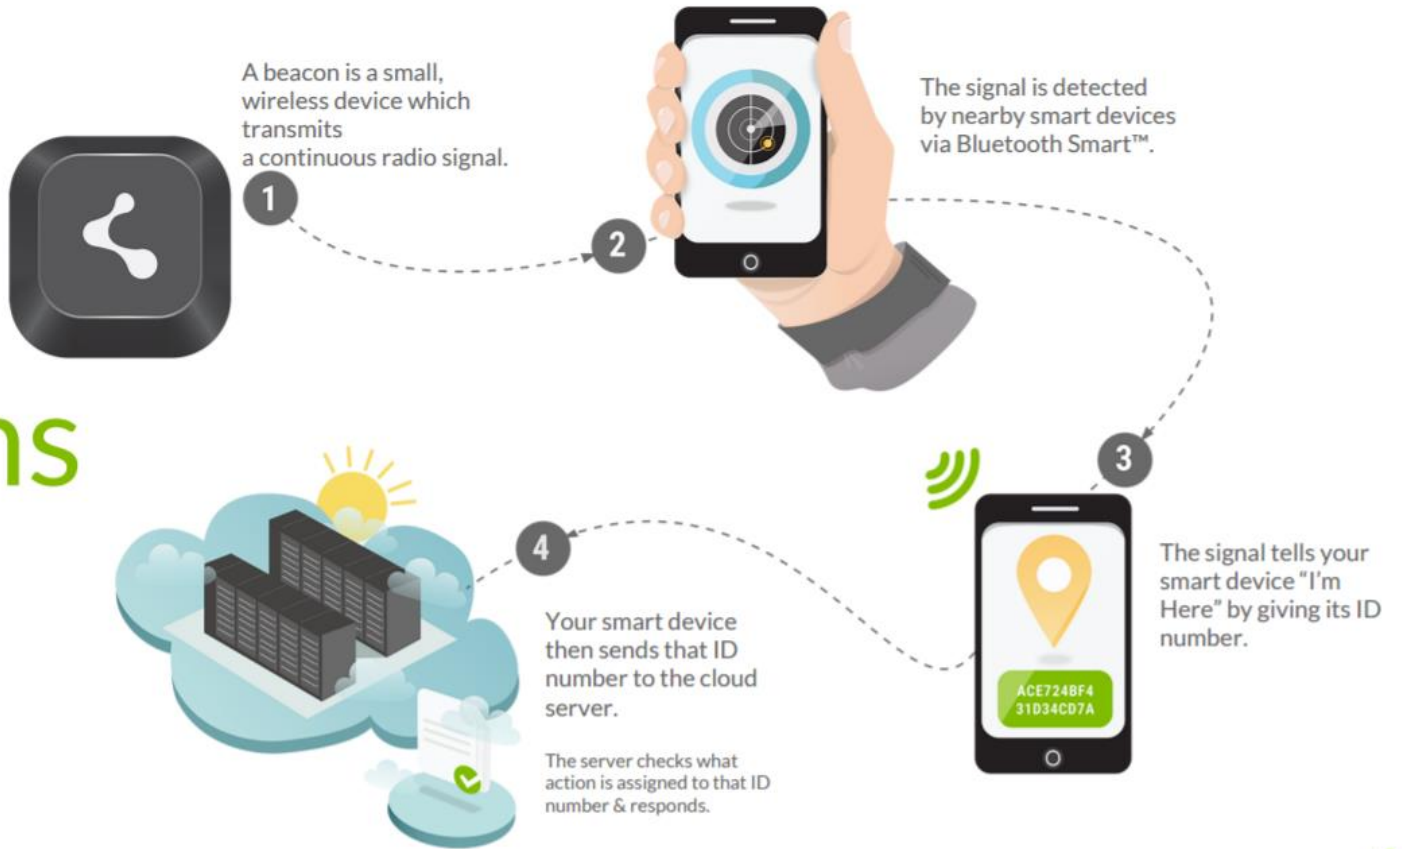 A beacon is a small,
wireless device which
transmits
a continuous radio signal.
1
2
The signal is detected
by nearby smart devices
via Bluetooth Smart™.
3
The signal tells your
smart device “I’m
Here” by giving its ID
number.
ACE724BF4
31D34CD7A
ns
4
Your smart device
then sends that ID
number to the cloud
server.
The server checks what
action is assigned to that ID
number & responds.